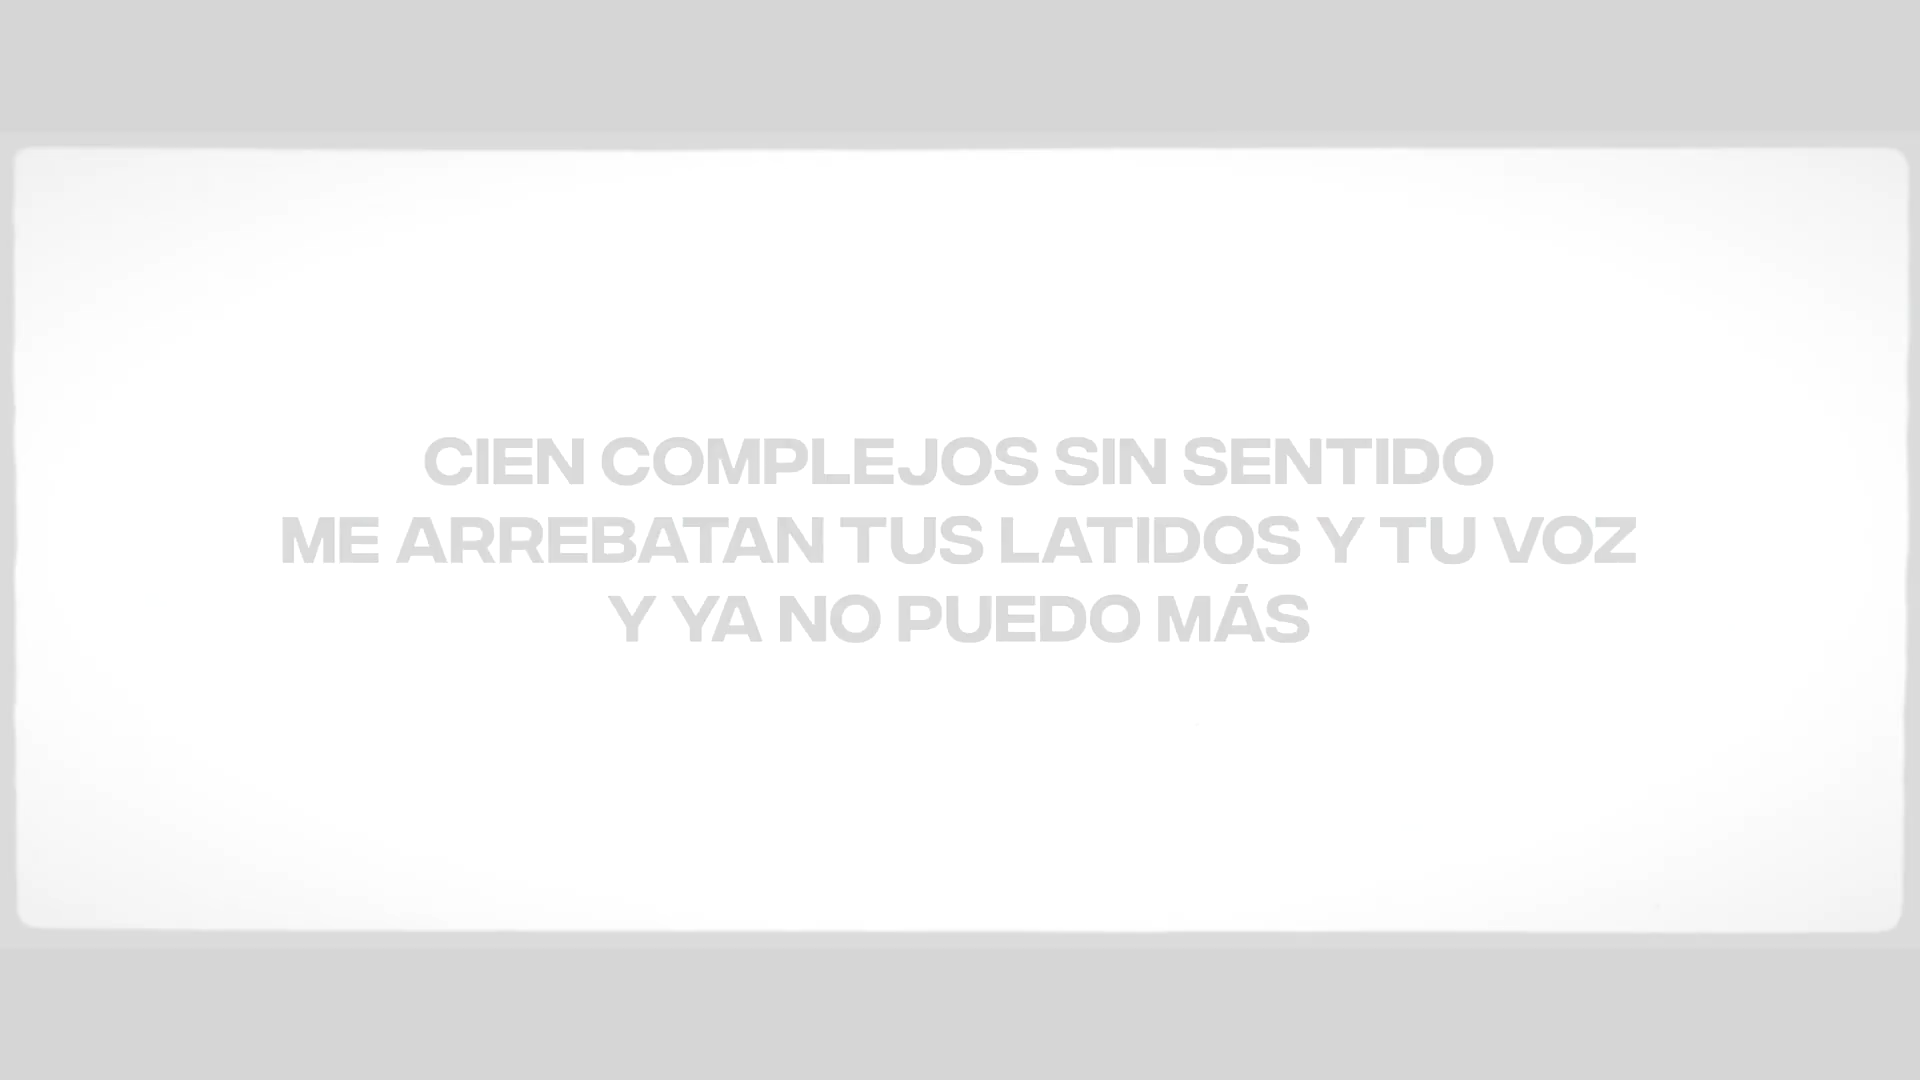 CIEN COMPLEJOS SIN SENTIDO
ME ARREBATAN TUS LATIDOS Y TU VOZ
Y YA NO PUEDO MÁS